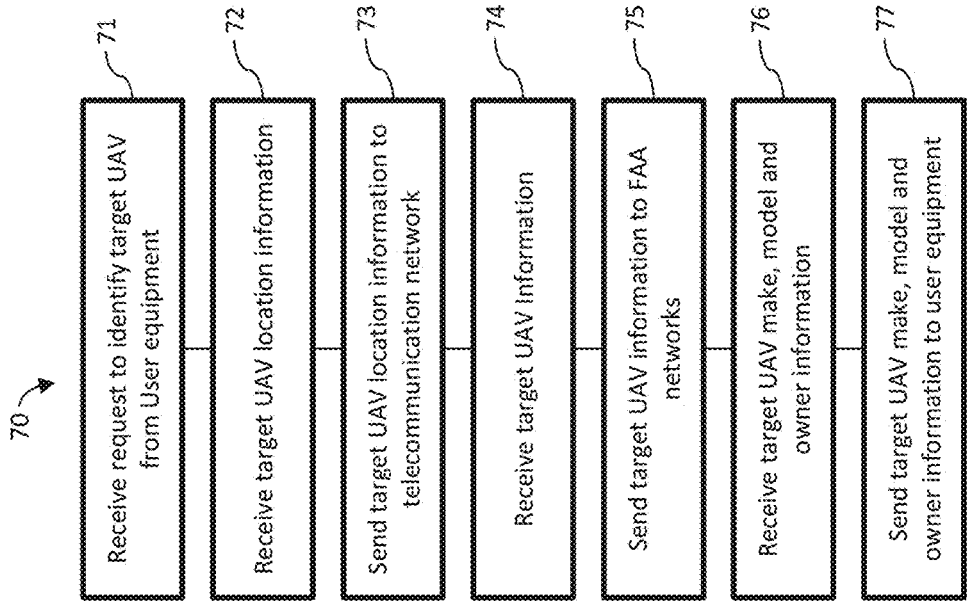 70
Receive request to identify target UAV
from User equipment
71
Receive target UAV location information
72
Send target UAV location information to
telecommunication network
73
Receive target UAV Information
74
Send target UAV information to FAA
networks
75
Receive target UAV make, model and
owner information
76
Send target UAV make, model and
owner information to user equipment
77